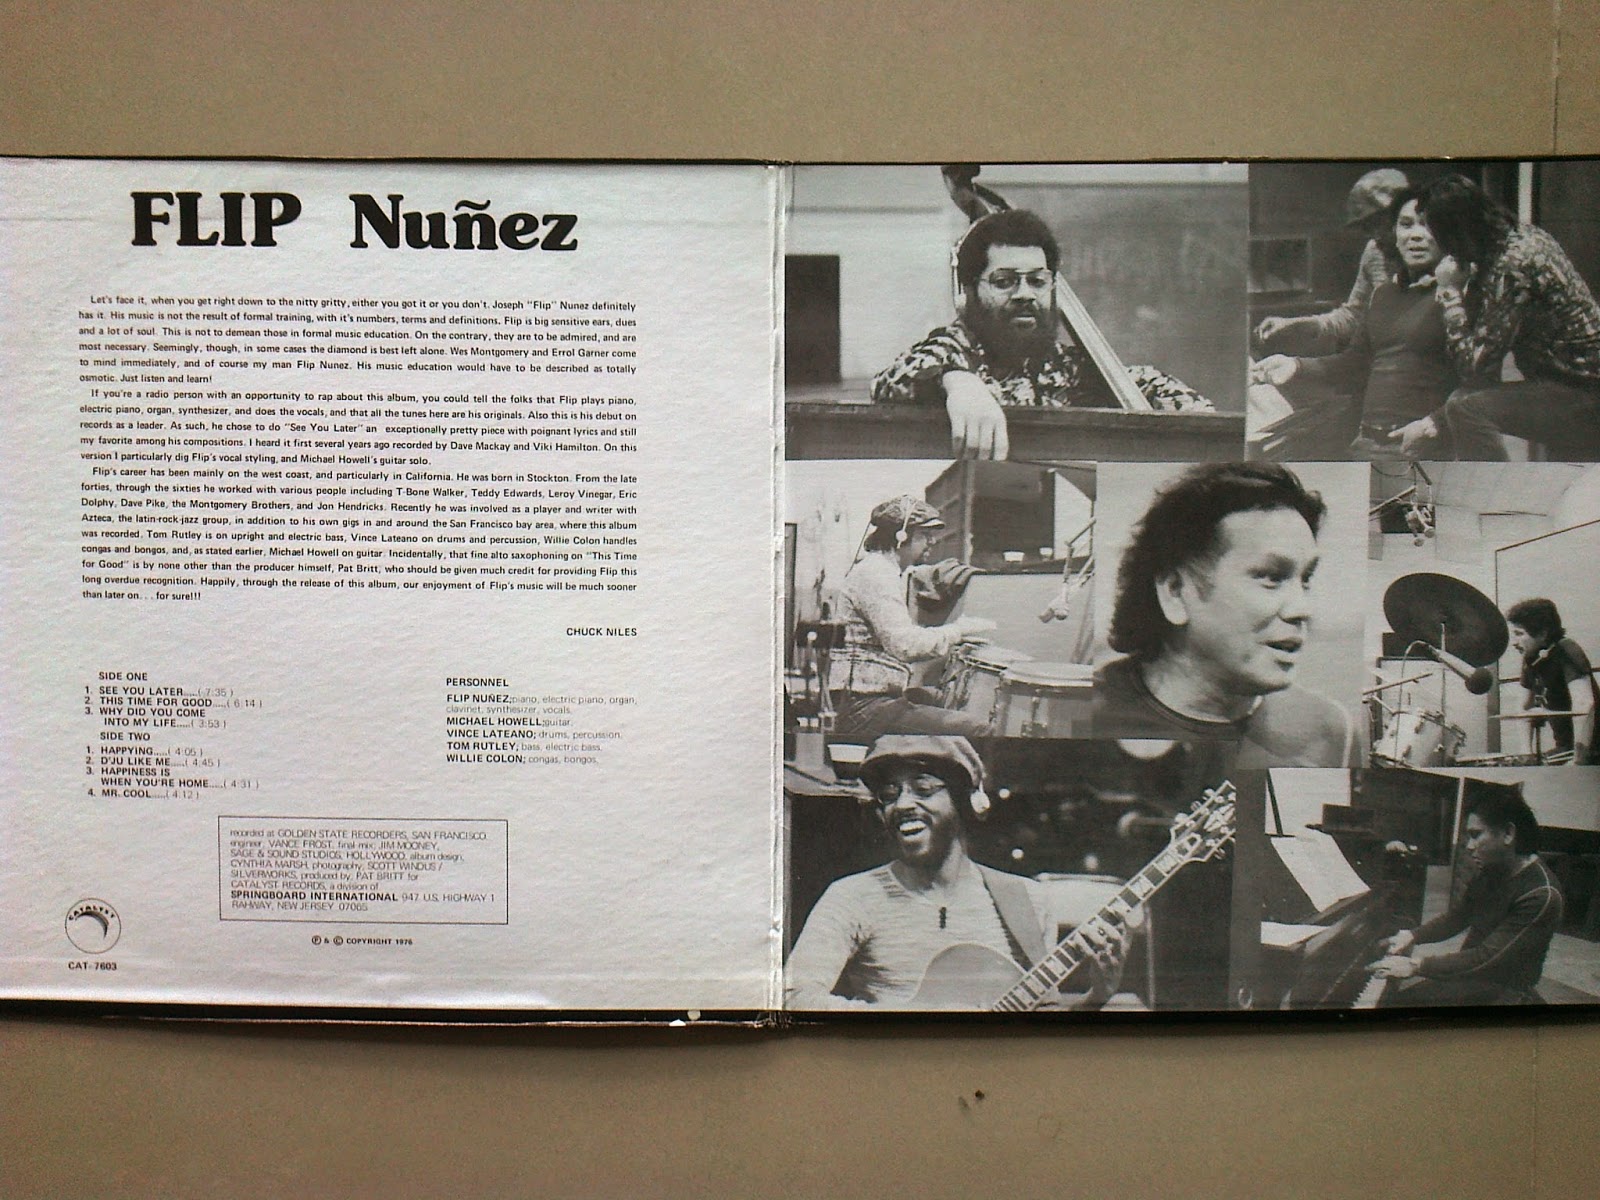 FLIP Nuñez
Let's face it, when you get right down to the nitty gritty, either you got it or you don't. Joseph "Flip" Nunez definitely
has it. His music is not the result of formal training, with it's numbers, terms and definitions. Flip is big sensitive ears, dues
and a lot of soul. This is not to demean those in formal music education. On the contrary, they are to be admired, and are
most necessary. Seemingly, though, in some cases the diamond is best left alone. Wes Montgomery and Errol Garner come
to mind immediately, and of course my man Flip Nunez. His music education would have to be described as totally
osmotic. Just listen and learn!
If you're a radio person with an opportunity to rap about this album, you could tell the folks that Flip plays piano,
electric piano, organ, synthesizer, and does the vocals, and that all the tunes here are his originals. Also this is his debut on
records as a leader. As such, he chose to do "See You Later" an exceptionally pretty piece with poignant lyrics and still
my favorite among his compositions. I heard it first several years ago recorded by Dave Mackay and Viki Hamilton. On this
version I particularly dig Flip's vocal styling, and Michael Howell's guitar solo.
Flip's career has been mainly on the west coast, and particularly in California. He was born in Stockton. From the late
forties, through the sixties he worked with various people including T-Bone Walker, Teddy Edwards, Leroy Vinegar, Eric
Dolphy, Dave Pike, the Montgomery Brothers, and Jon Hendricks. Recently he was involved as a player and writer with
Azteca, the latin-rock-jazz group, in addition to his own gigs in and around the San Francisco bay area, where this album
was recorded. Tom Rutley is on upright and electric bass, Vince Lateano on drums and percussion, Willie Colon handles
congas and bongos, and, as stated earlier, Michael Howell on guitar. Incidentally, that fine alto saxophoning on "This Time
for Good" is by none other than the producer himself, Pat Britt, who should be given much credit for providing Flip this
long overdue recognition. Happily, through the release of this album, our enjoyment of Flip's music will be much sooner
than later on. . . for sure!!!
CHUCK NILES
SIDE ONE
1. SEE YOU LATER.....( 7:35 )
2. THIS TIME FOR GOOD.....( 6:14 )
3. WHY DID YOU COME
INTO MY LIFE.....( 3:53 )
SIDE TWO
1. HAPPYING.....( 4:05 )
2. D'JU LIKE ME.....( 4:45 )
3. HAPPINESS IS
WHEN YOU'RE HOME.....( 4:31 )
4. MR. COOL.....( 4:12 )
PERSONNEL
FLIP NUÑEZ; piano, electric piano, organ,
clavinet, synthesizer, vocals.
MICHAEL HOWELL; guitar.
VINCE LATEANO; drums, percussion.
TOM RUTLEY; bass, electric bass.
WILLIE COLON; congas, bongos.
recorded at GOLDEN STATE RECORDERS, SAN FRANCISCO
engineer, VANCE FROST, final mix; JIM MOONEY,
SAGE & SOUND STUDIOS, HOLLYWOOD, album design,
CYNTHIA MARSH, photography, SCOTT WINDUS /
SILVERWORKS, produced by, PAT BRITT for
CATALYST RECORDS, a division of
SPRINGBOARD INTERNATIONAL 947 U.S. HIGHWAY 1
RAHWAY, NEW JERSEY 07065
℗ & © COPYRIGHT 1976
CATALYST
CAT-7603